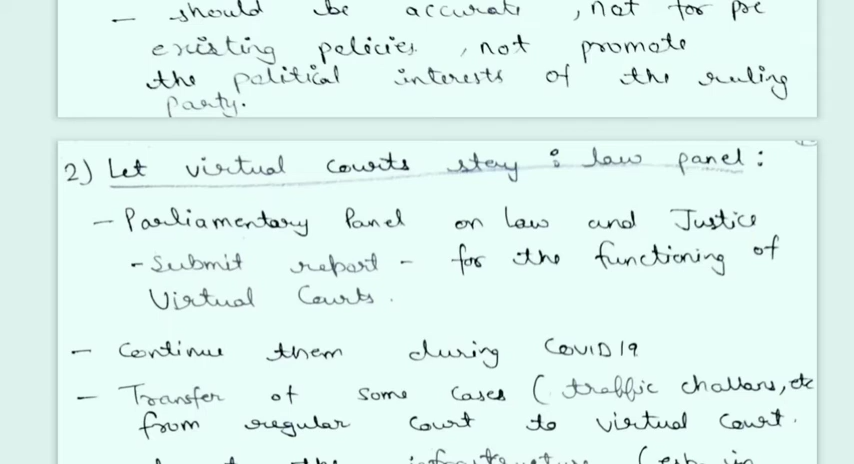 — should be accurate, not for pre
existing policies, not promote
the political interests of the ruling
party.
2) Let virtual courts stay : law panel :
— Parliamentary Panel on Law and Justice
- Submit report - for the functioning of
Virtual Courts.
— Continue them during COVID19
— Transfer of some cases ( traffic challans, etc
from regular court to virtual court.